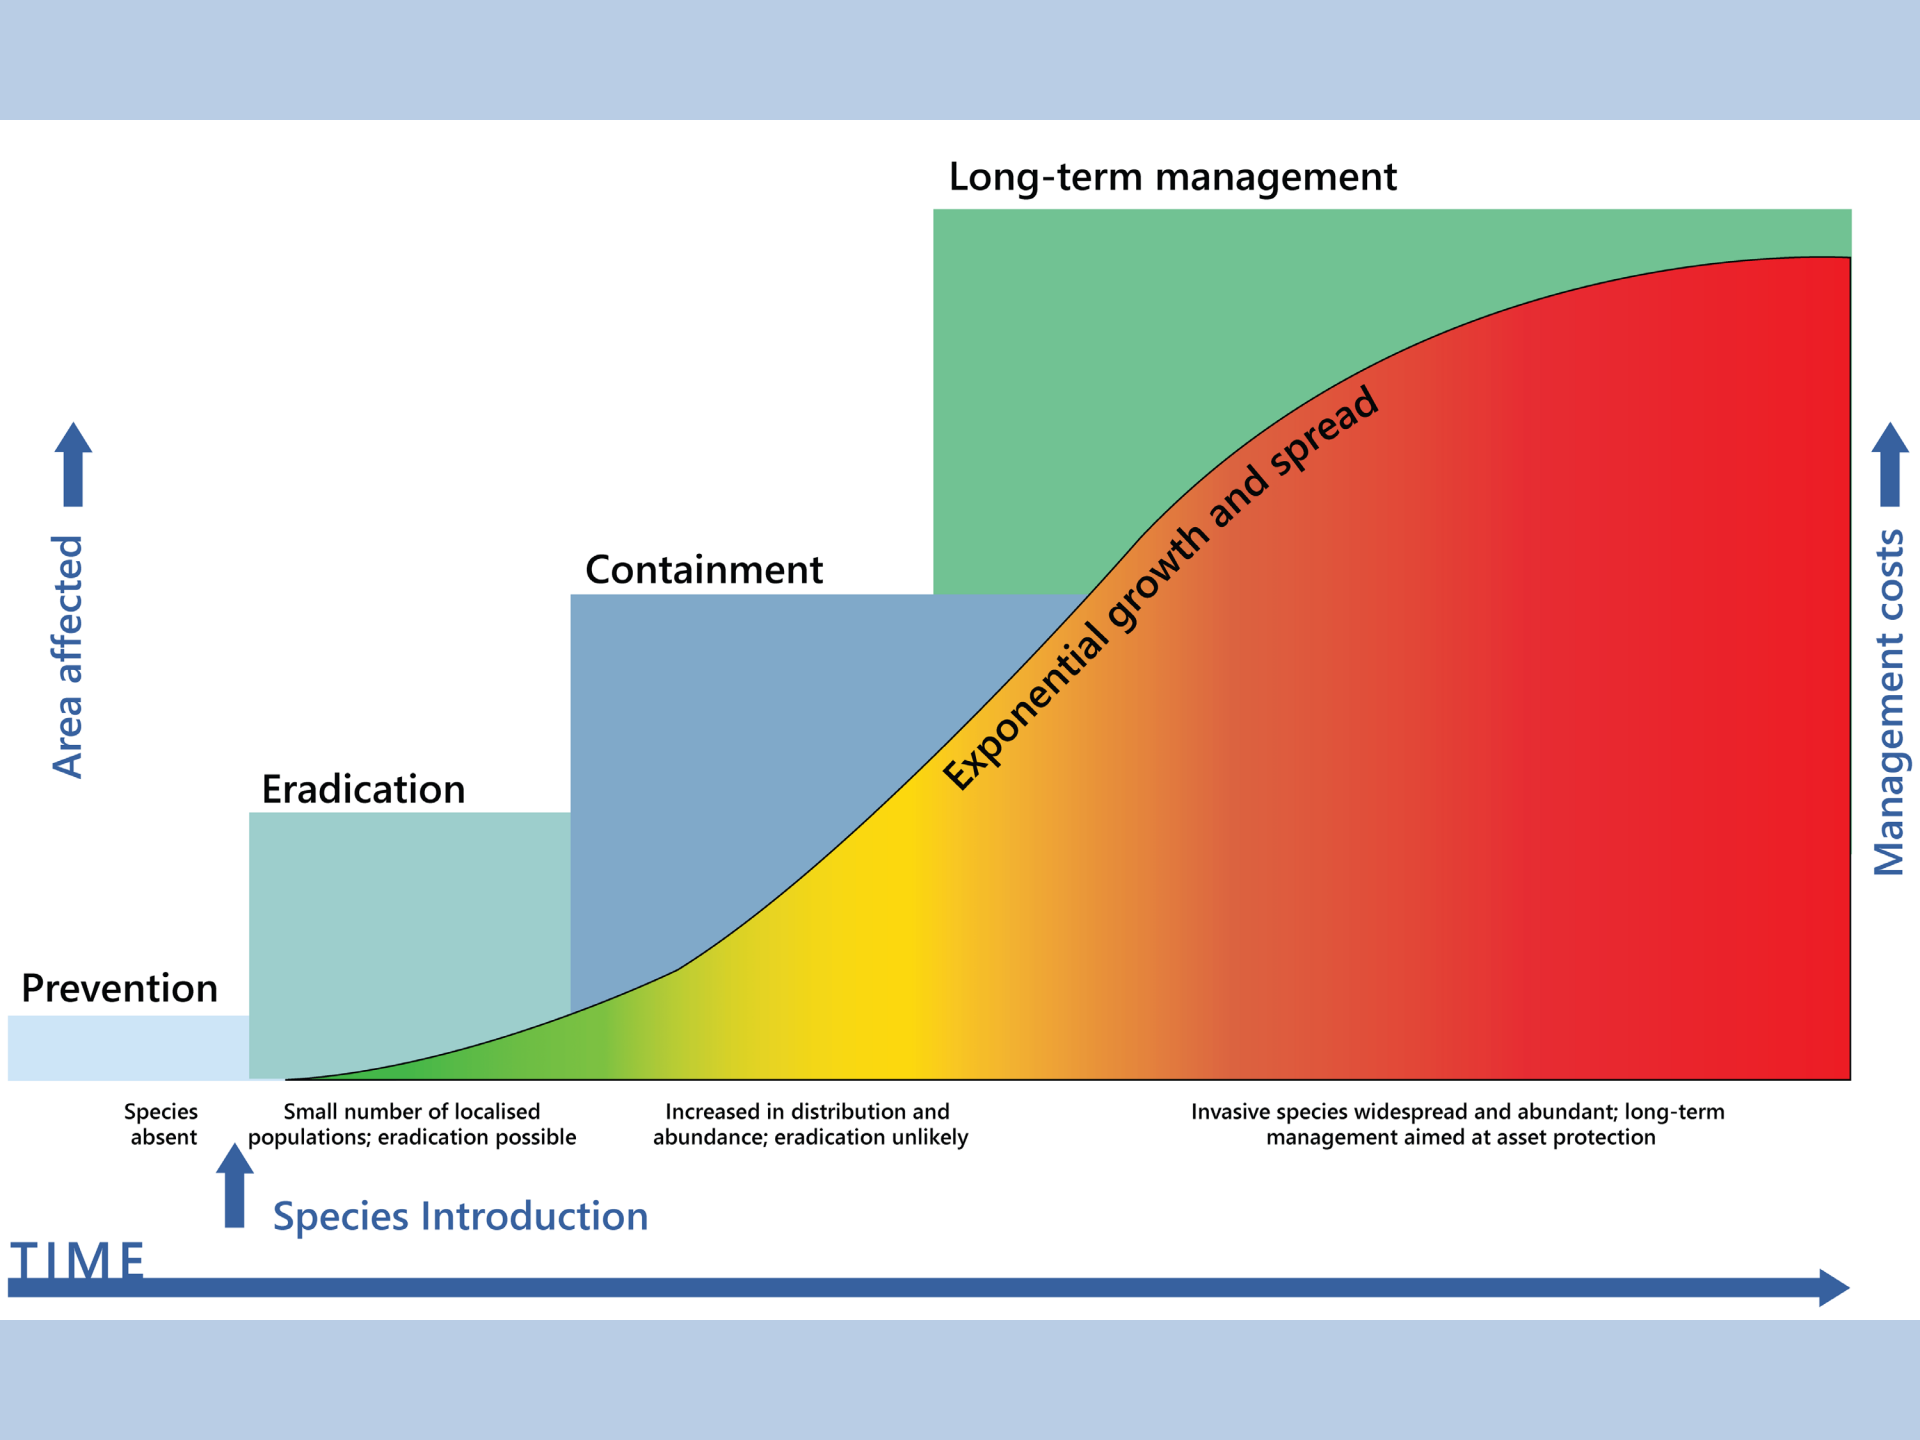 Long-term management
Containment
Eradication
Prevention
Area affected
Management costs
Exponential growth and spread
Species
absent
Small number of localised
populations; eradication possible
Increased in distribution and
abundance; eradication unlikely
Invasive species widespread and abundant; long-term
management aimed at asset protection
Species Introduction
TIME